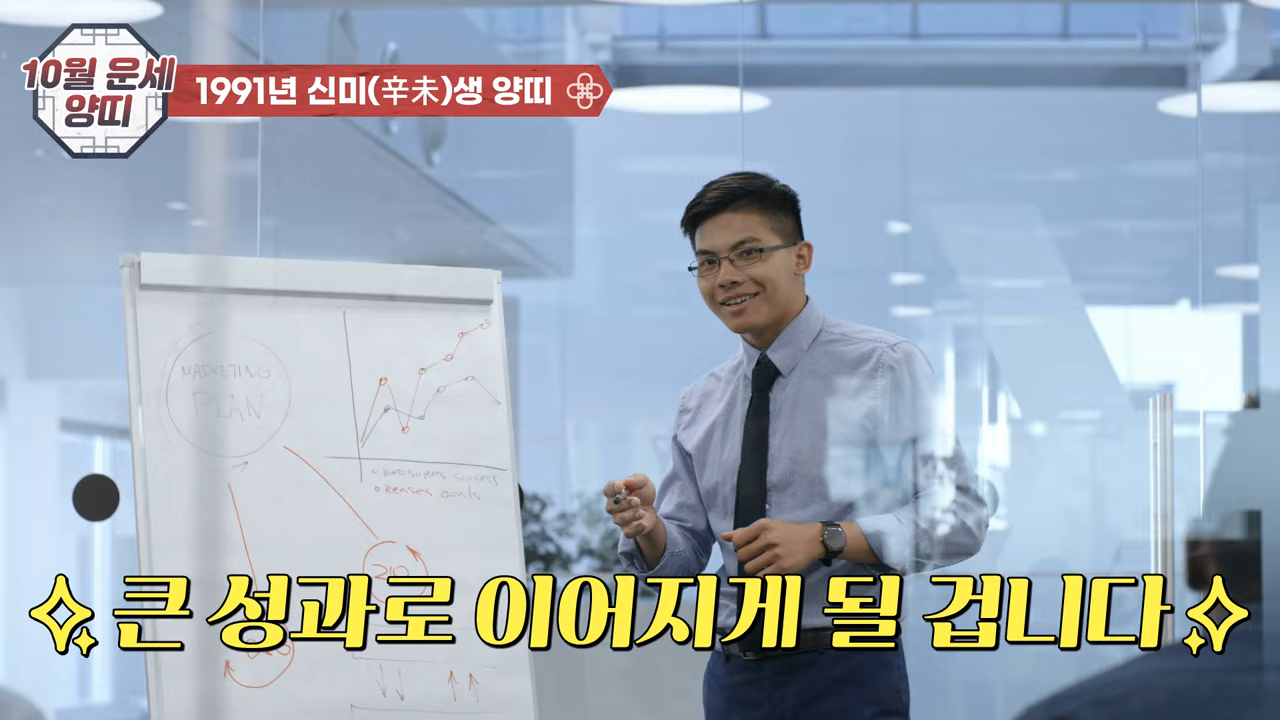 10월 운세
양띠
1991년 신미(辛未)생 양띠
MARKETING
PLAN
큰 성과로 이어지게 될 겁니다